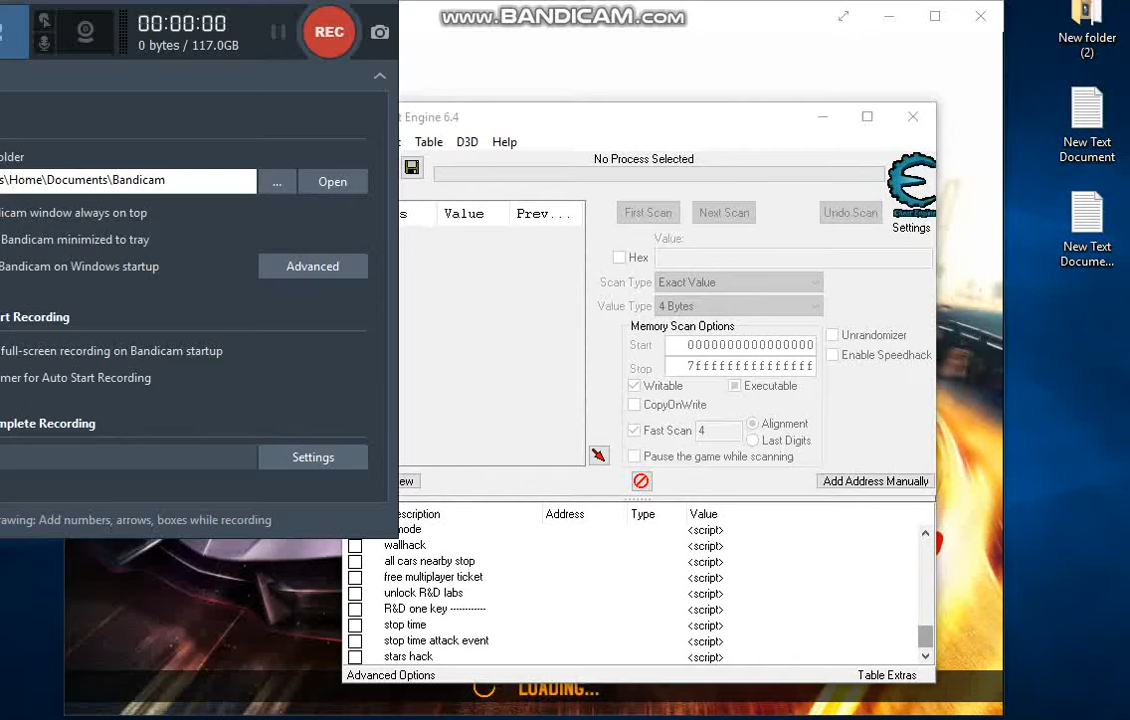 www.BANDICAM.com
00:00:00
0 bytes / 117.0GB
REC
older
s\Home\Documents\Bandicam
...
Open
dicam window always on top
Bandicam minimized to tray
Bandicam on Windows startup
Advanced
rt Recording
full-screen recording on Bandicam startup
mer for Auto Start Recording
mplete Recording
Settings
awing: Add numbers, arrows, boxes while recording
t Engine 6.4
t
Table
D3D
Help
No Process Selected
s
Value
Prev...
First Scan
Next Scan
Undo Scan
Cheat Engine
Settings
Value:
Hex
Scan Type
Exact Value
Value Type
4 Bytes
Memory Scan Options
Start
0000000000000000
Stop
7fffffffffffffff
Unrandomizer
Enable Speedhack
Writable
Executable
CopyOnWrite
Fast Scan
4
Alignment
Last Digits
Pause the game while scanning
ew
Add Address Manually
escription
Address
Type
Value
mode
<script>
wallhack
<script>
all cars nearby stop
<script>
free multiplayer ticket
<script>
unlock R&D labs
<script>
R&D one key ------------
<script>
stop time
<script>
stop time attack event
<script>
stars hack
<script>
Advanced Options
Table Extras
LOADING...
New folder
(2)
New Text
Document
New Text
Docume...